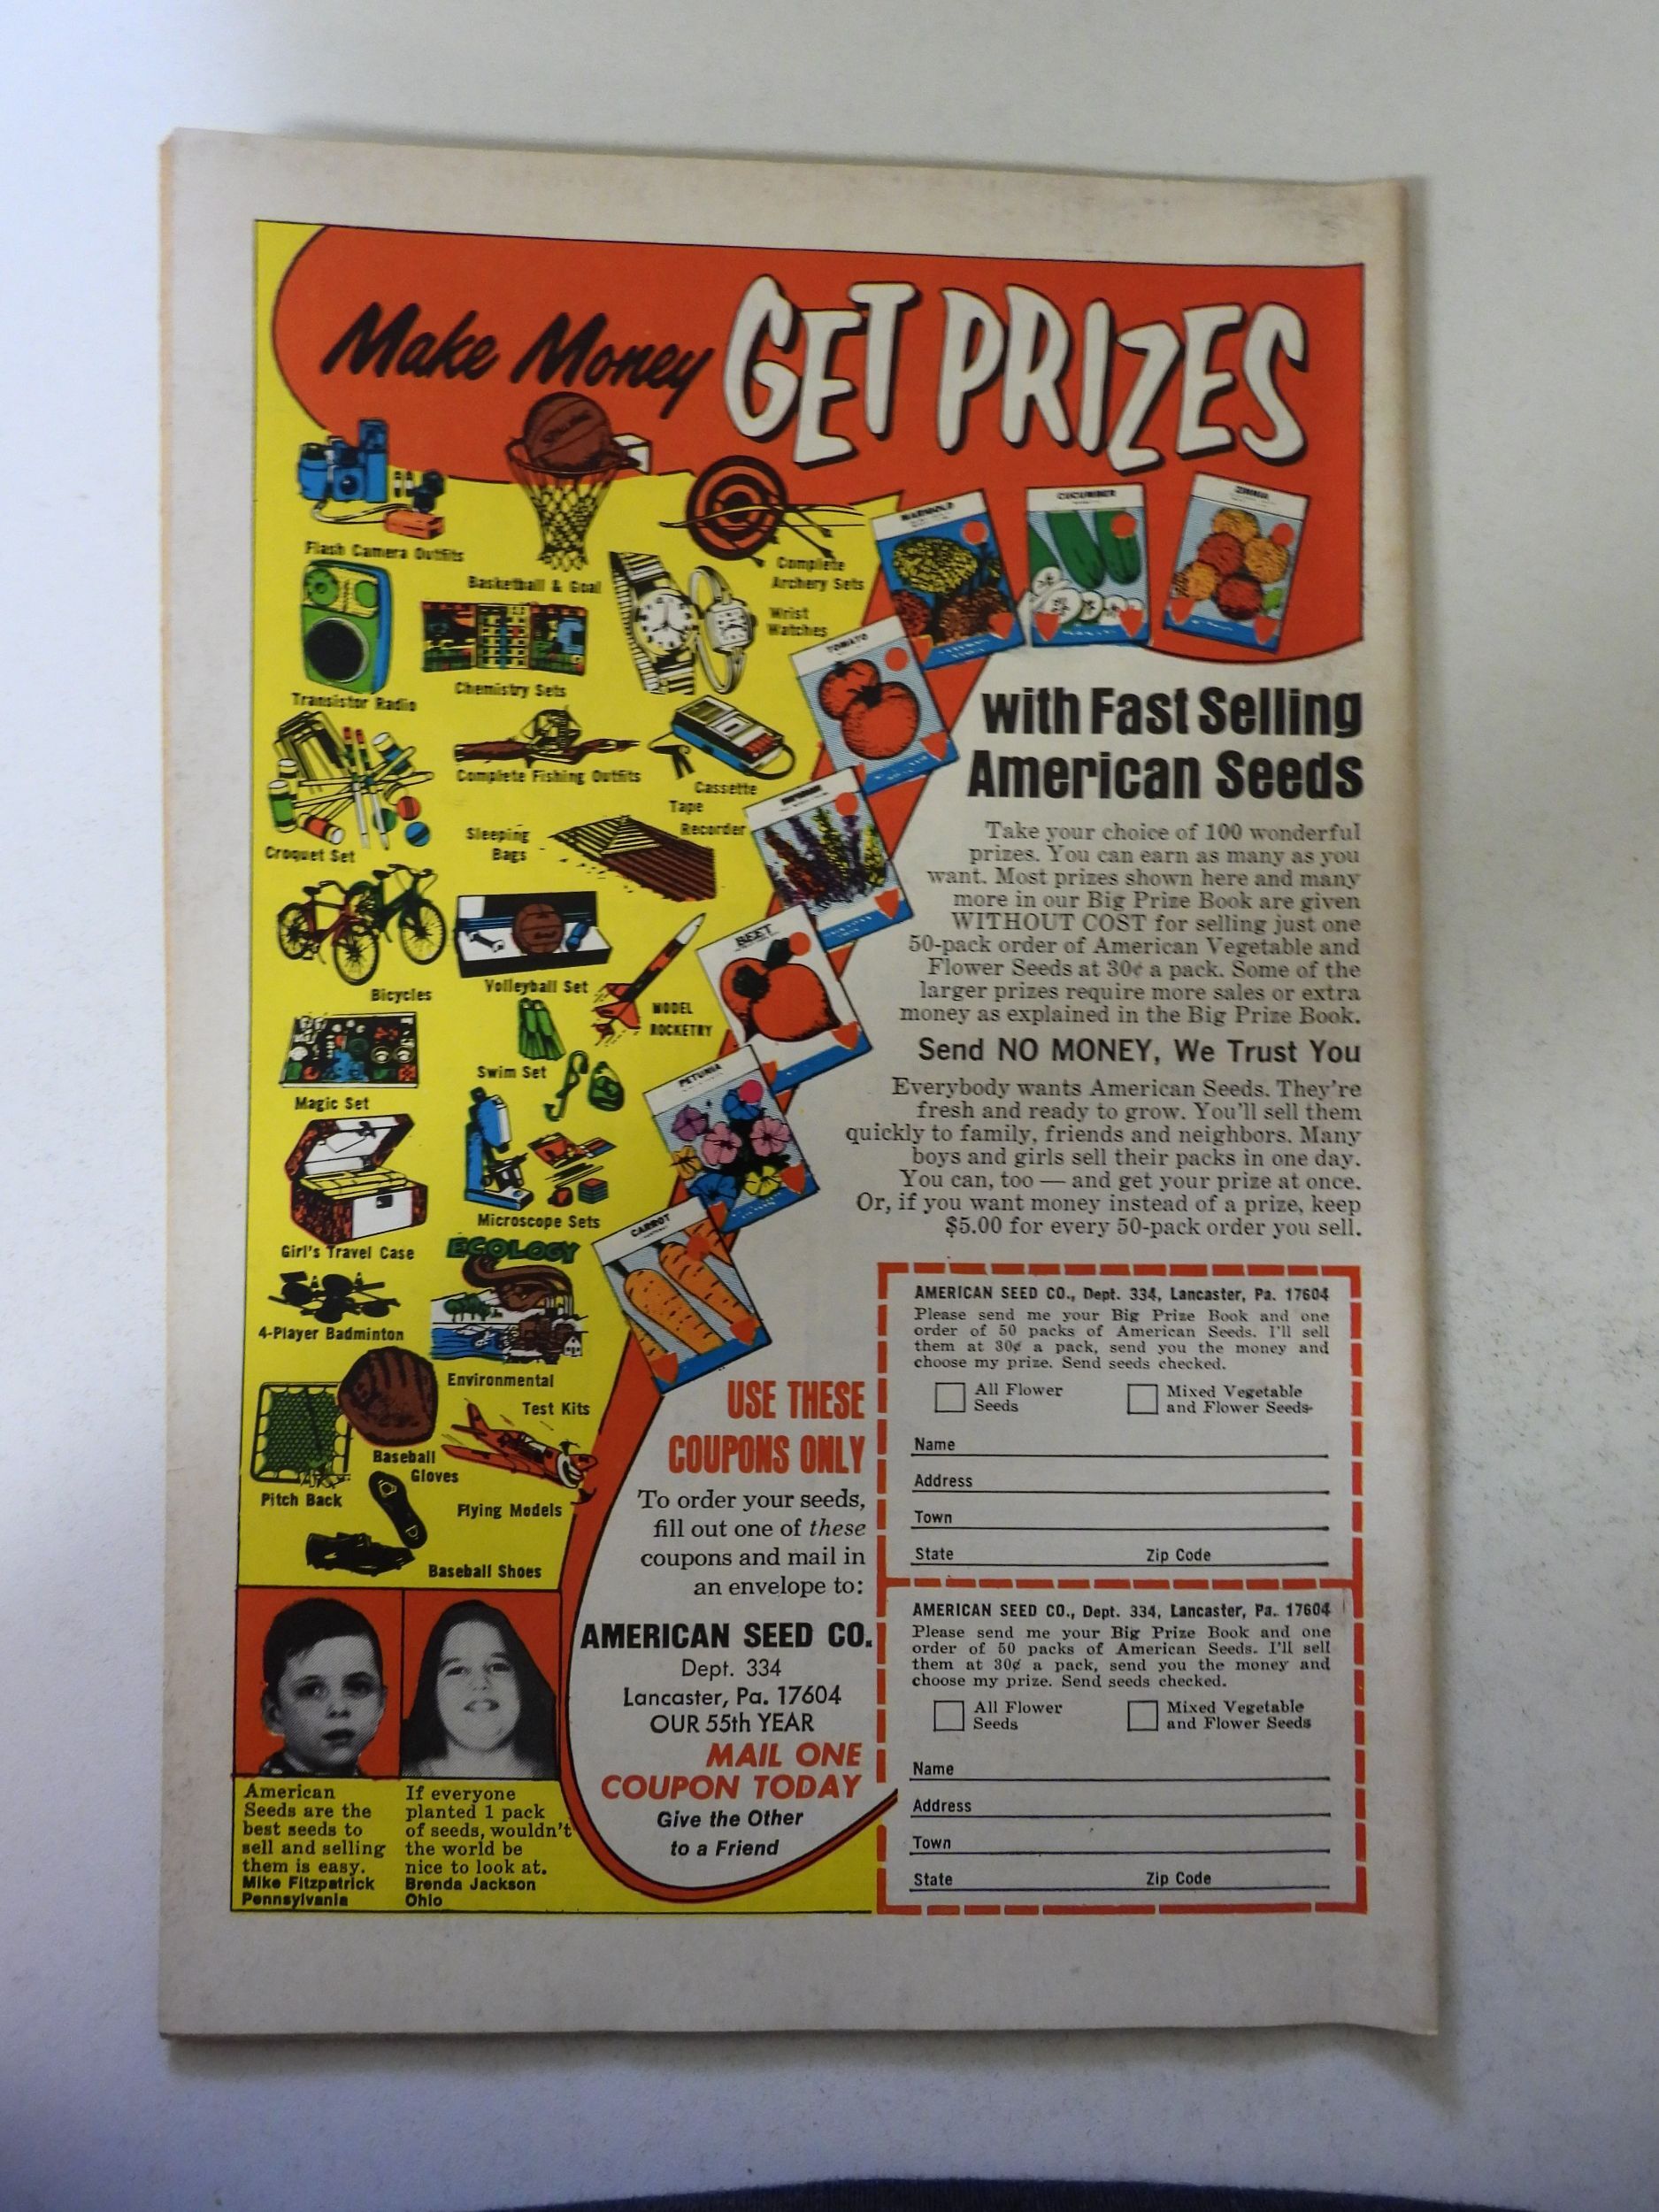 Make Money GET PRIZES
with Fast Selling
American Seeds
Flash Camera Outfits
SPALDING
Basketball & Goal
Complete
Archery Sets
Transistor Radio
Chemistry Sets
Wrist
Watches
Croquet Set
Complete Fishing Outfits
Cassette
Tape
Recorder
Sleeping
Bags
Bicycles
Volleyball Set
MODEL
ROCKETRY
Magic Set
Swim Set
Girl's Travel Case
Microscope Sets
4-Player Badminton
ECOLOGY
Environmental
Test Kits
Pitch Back
Baseball
Gloves
Flying Models
Baseball Shoes
MARIGOLD
CUCUMBER
ZINNIA
TOMATO
BEET
PETUNIA
CARROT
Take your choice of 100 wonderful
prizes. You can earn as many as you
want. Most prizes shown here and many
more in our Big Prize Book are given
WITHOUT COST for selling just one
50-pack order of American Vegetable and
Flower Seeds at 30¢ a pack. Some of the
larger prizes require more sales or extra
money as explained in the Big Prize Book.
Send NO MONEY, We Trust You
Everybody wants American Seeds. They're
fresh and ready to grow. You'll sell them
quickly to family, friends and neighbors. Many
boys and girls sell their packs in one day.
You can, too — and get your prize at once.
Or, if you want money instead of a prize, keep
$5.00 for every 50-pack order you sell.
USE THESE
COUPONS ONLY
To order your seeds,
fill out one of these
coupons and mail in
an envelope to:
AMERICAN SEED CO.
Dept. 334
Lancaster, Pa. 17604
OUR 55th YEAR
MAIL ONE
COUPON TODAY
Give the Other
to a Friend
American
Seeds are the
best seeds to
sell and selling
them is easy.
Mike Fitzpatrick
Pennsylvania
If everyone
planted 1 pack
of seeds, wouldn't
the world be
nice to look at.
Brenda Jackson
Ohio
AMERICAN SEED CO., Dept. 334, Lancaster, Pa. 17604
Please send me your Big Prize Book and one
order of 50 packs of American Seeds. I'll sell
them at 30¢ a pack, send you the money and
choose my prize. Send seeds checked.
All Flower
Seeds
Mixed Vegetable
and Flower Seeds
Name
Address
Town
State Zip Code
AMERICAN SEED CO., Dept. 334, Lancaster, Pa. 17604
Please send me your Big Prize Book and one
order of 50 packs of American Seeds. I'll sell
them at 30¢ a pack, send you the money and
choose my prize. Send seeds checked.
All Flower
Seeds
Mixed Vegetable
and Flower Seeds
Name
Address
Town
State Zip Code